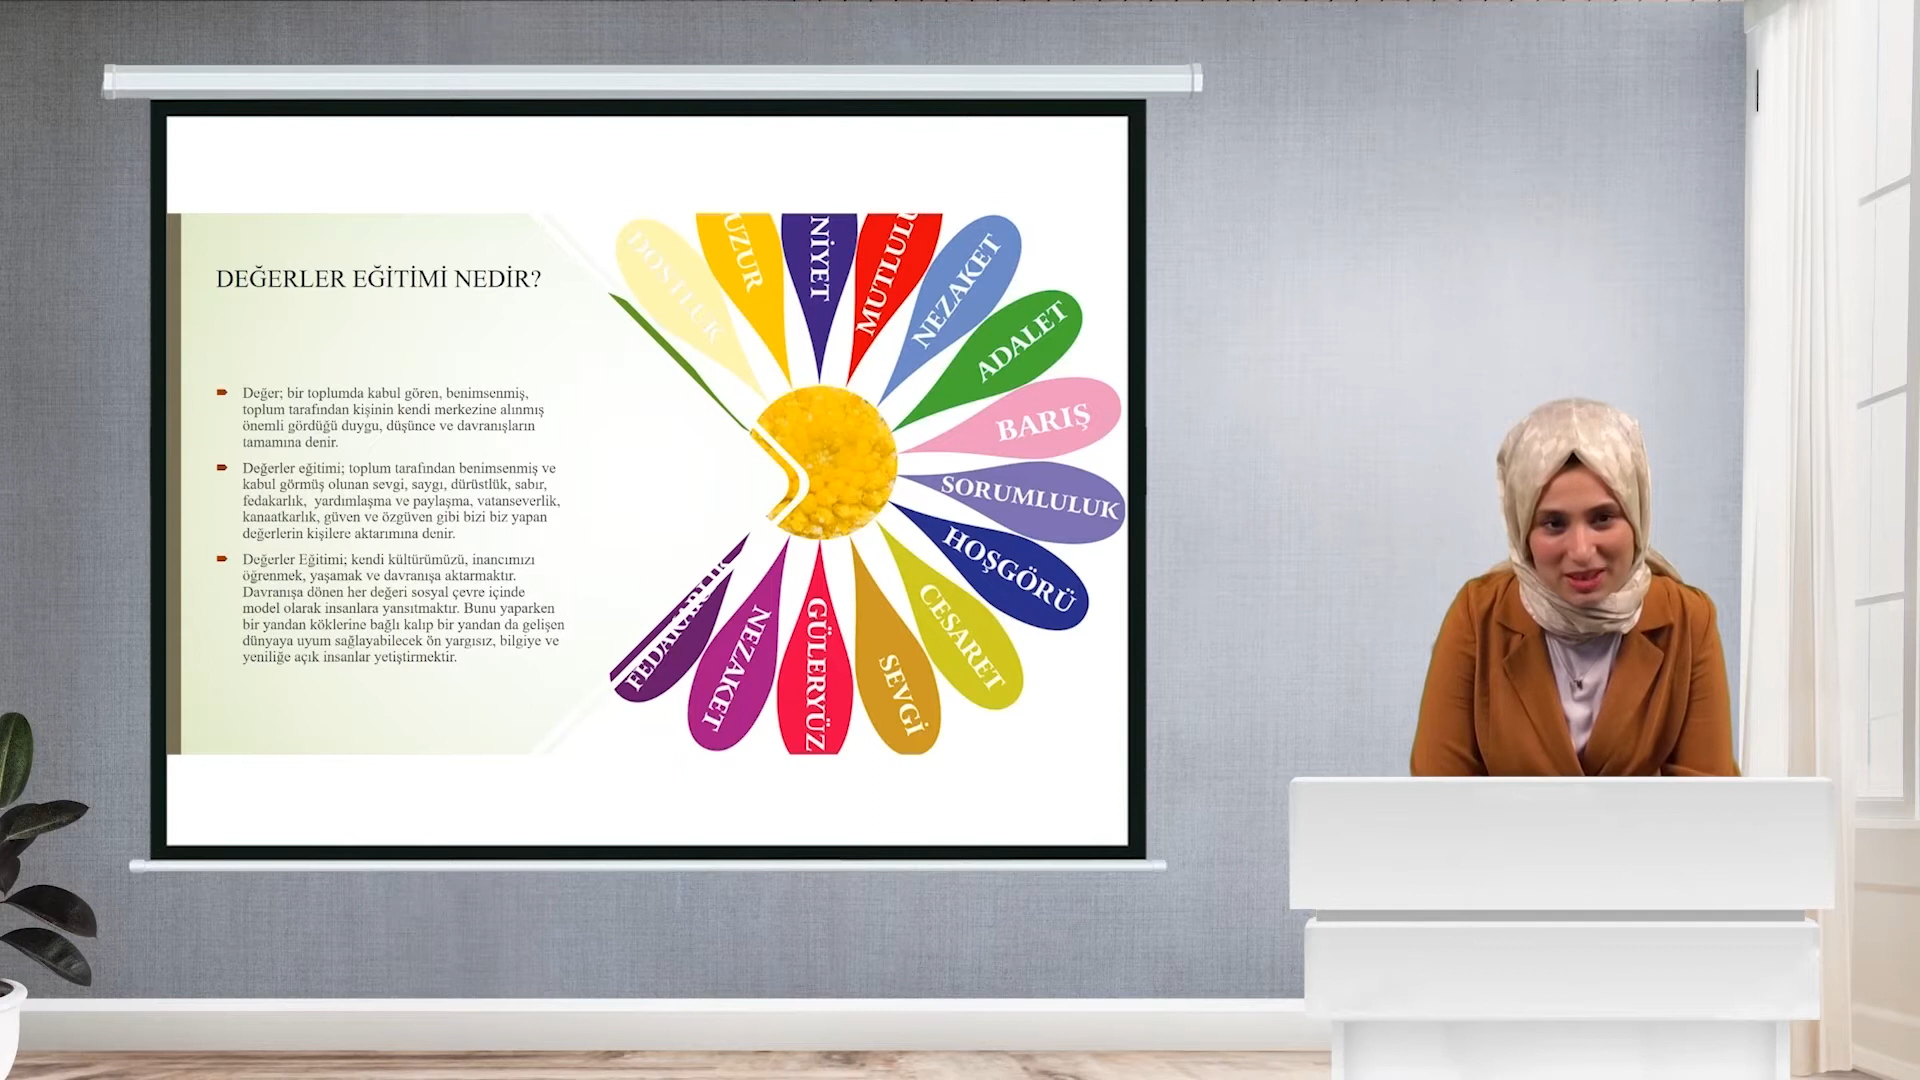 DEĞERLER EĞİTİMİ NEDİR?
Değer; bir toplumda kabul gören, benimsenmiş,
toplum tarafından kişinin kendi merkezine alınmış
önemli gördüğü duygu, düşünce ve davranışların
tamamına denir.
Değerler eğitimi; toplum tarafından benimsenmiş ve
kabul görmüş olunan sevgi, saygı, dürüstlük, sabır,
fedakarlık, yardımlaşma ve paylaşma, vatanseverlik,
kanaatkarlık, güven ve özgüven gibi bizi biz yapan
değerlerin kişilere aktarımına denir.
Değerler Eğitimi; kendi kültürümüzü, inancımızı
öğrenmek, yaşamak ve davranışa aktarmaktır.
Davranışa dönen her değeri sosyal çevre içinde
model olarak insanlara yansıtmaktır. Bunu yaparken
bir yandan köklerine bağlı kalıp bir yandan da gelişen
dünyaya uyum sağlayabilecek ön yargısız, bilgiye ve
yeniliğe açık insanlar yetiştirmektir.
DOSTLUK
UZUR
NİYET
MUTLULU
NEZAKET
ADALET
BARIŞ
SORUMLULUK
HOŞGÖRÜ
CESARET
SEVGİ
GÜLERYÜZ
NEZAKET